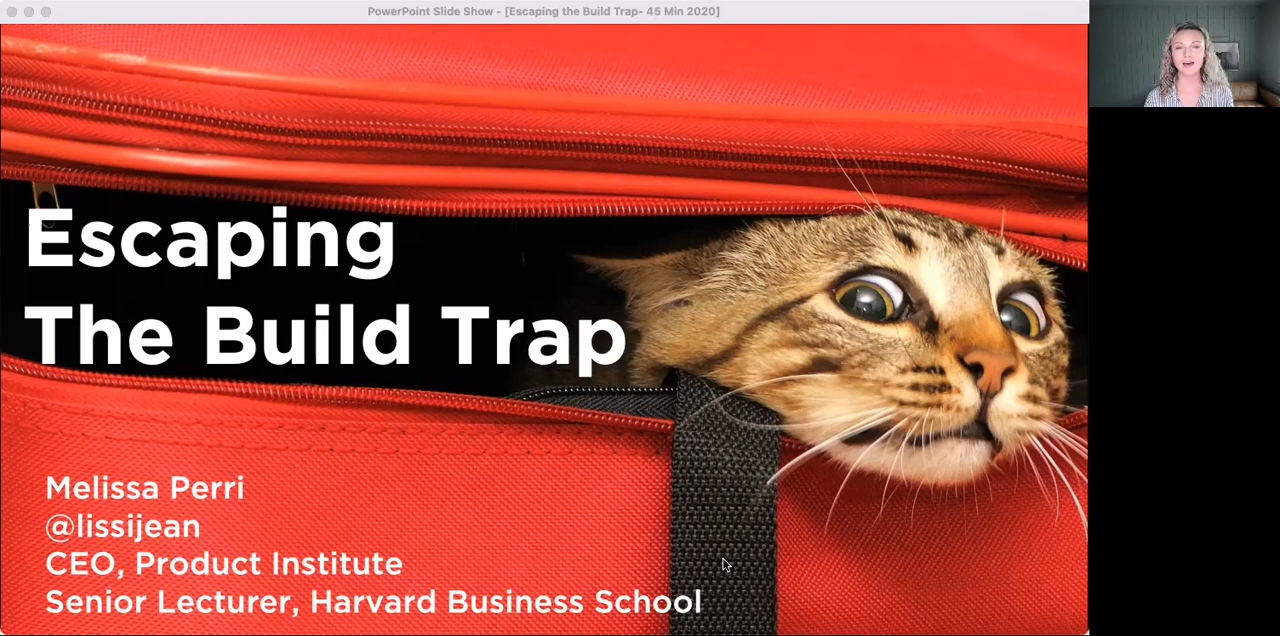 PowerPoint Slide Show - [Escaping the Build Trap- 45 Min 2020]
Escaping
The Build Trap
Melissa Perri
@lissijean
CEO, Product Institute
Senior Lecturer, Harvard Business School